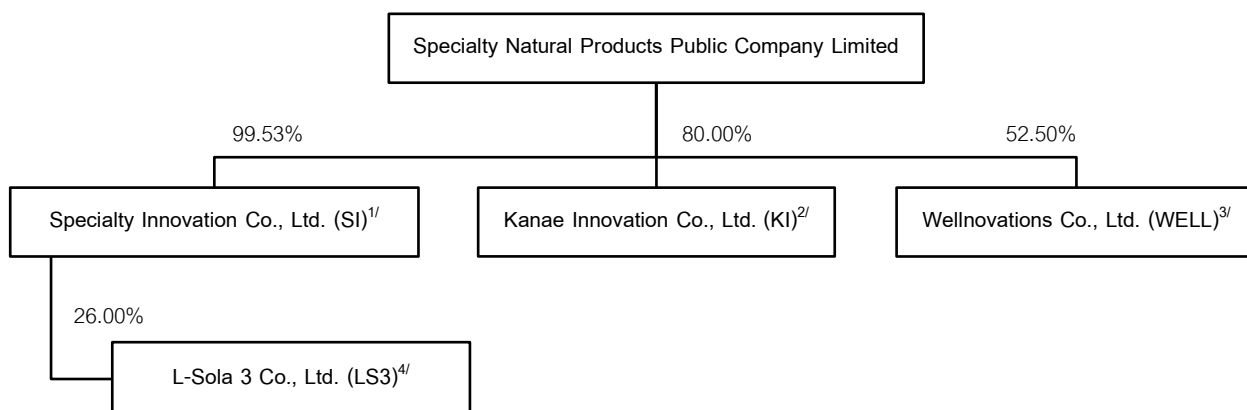 Specialty Natural Products Public Company Limited
99.53%
80.00%
52.50%
Specialty Innovation Co., Ltd. (SI)1/
Kanae Innovation Co., Ltd. (KI)2/
Wellnovations Co., Ltd. (WELL)3/
26.00%
L-Sola 3 Co., Ltd. (LS3)4/